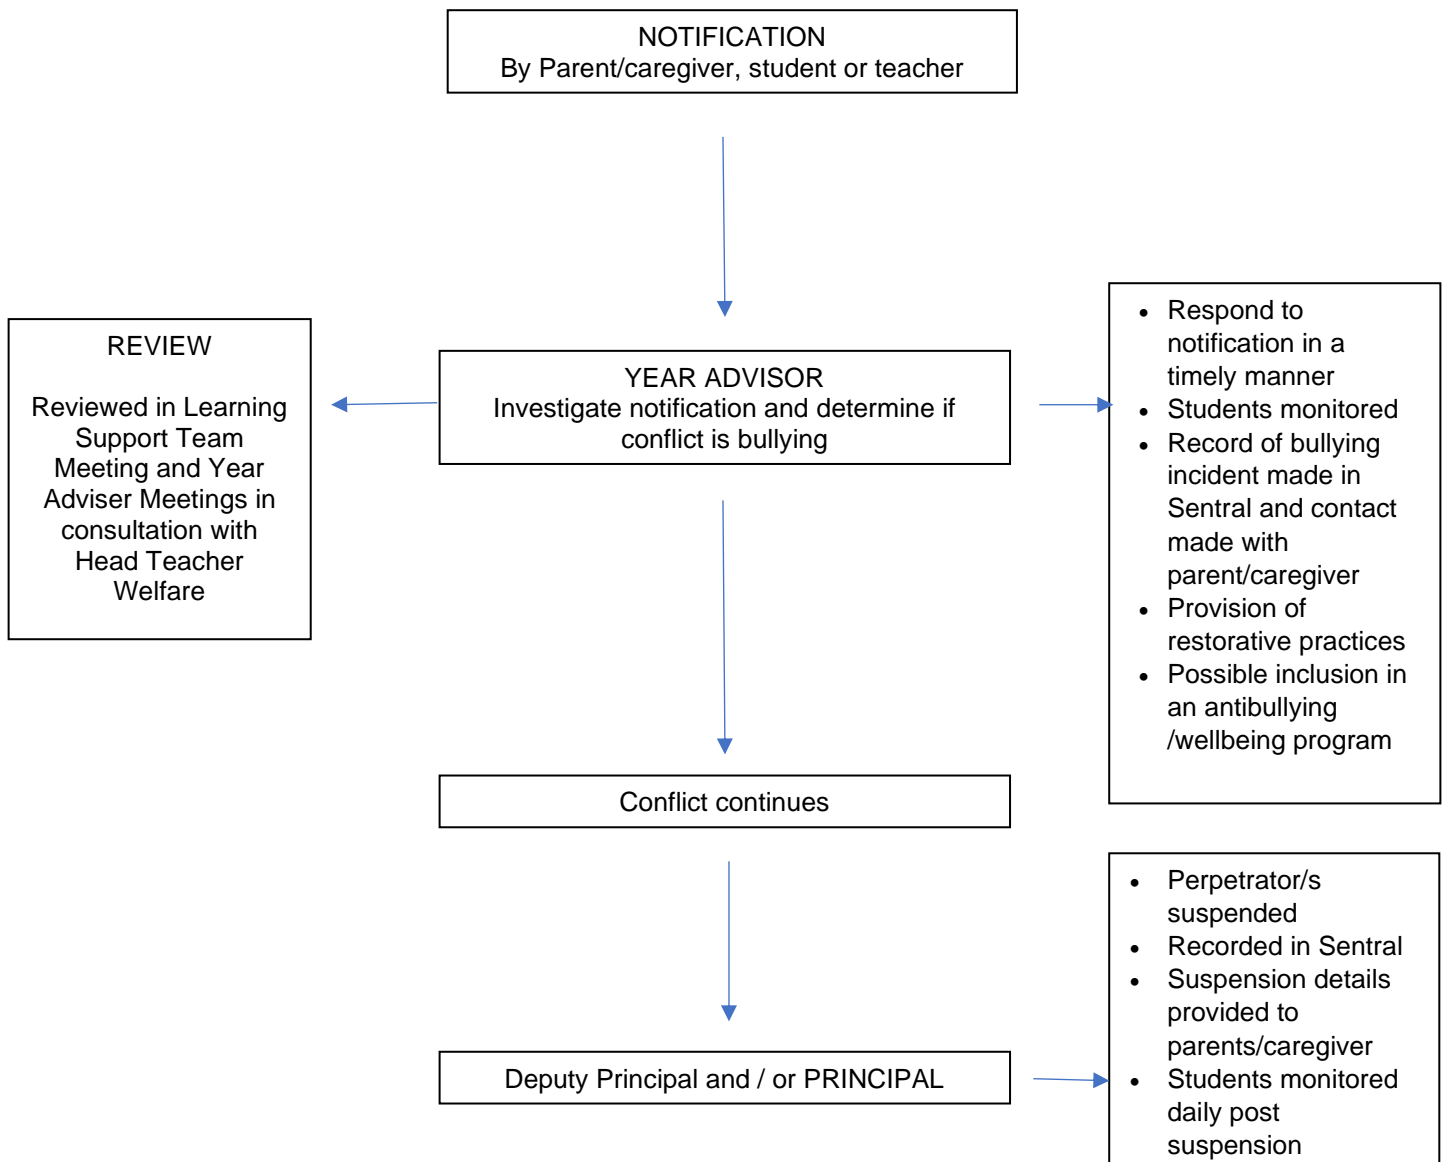 NOTIFICATION
By Parent/caregiver, student or teacher
REVIEW
Reviewed in Learning
Support Team
Meeting and Year
Adviser Meetings in
consultation with
Head Teacher
Welfare
YEAR ADVISOR
Investigate notification and determine if
conflict is bullying
• Respond to
notification in a
timely manner
• Students monitored
• Record of bullying
incident made in
Sentral and contact
made with
parent/caregiver
• Provision of
restorative practices
• Possible inclusion in
an antibullying
/wellbeing program
Conflict continues
Deputy Principal and / or PRINCIPAL
• Perpetrator/s
suspended
• Recorded in Sentral
• Suspension details
provided to
parents/caregiver
• Students monitored
daily post
suspension